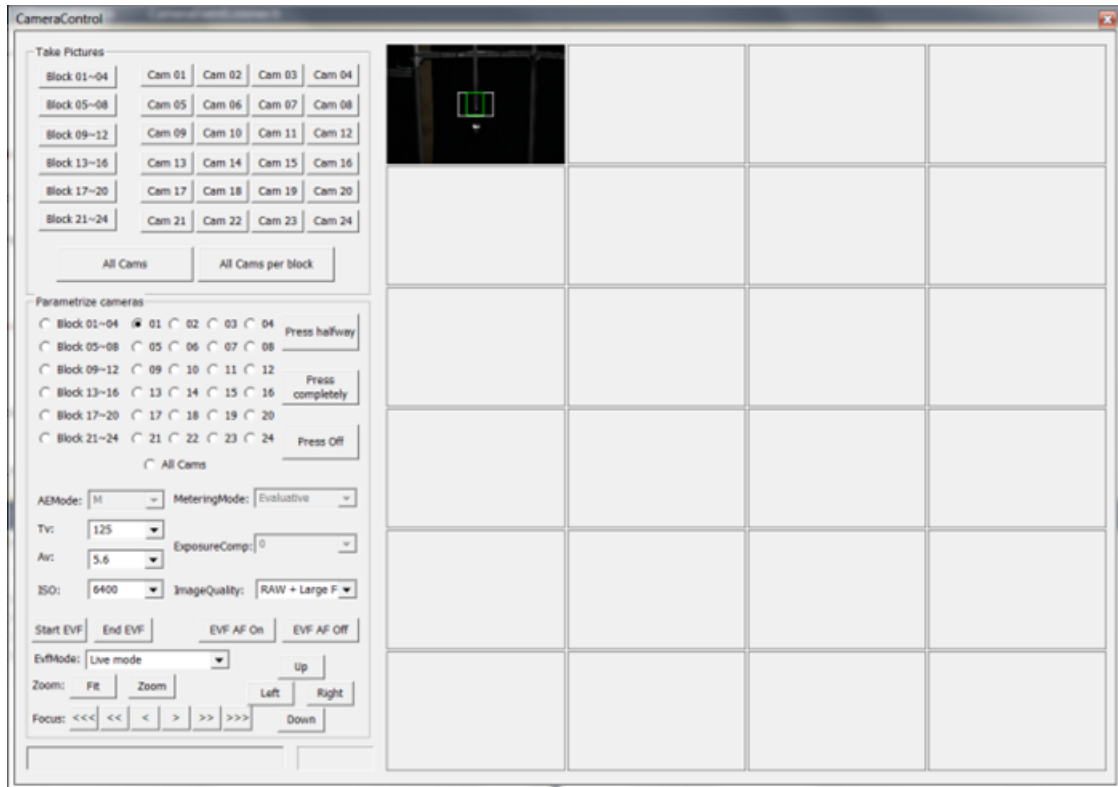 CameraControl
Take Pictures
Block 01~04 Cam 01 Cam 02 Cam 03 Cam 04
Block 05~08 Cam 05 Cam 06 Cam 07 Cam 08
Block 09~12 Cam 09 Cam 10 Cam 11 Cam 12
Block 13~16 Cam 13 Cam 14 Cam 15 Cam 16
Block 17~20 Cam 17 Cam 18 Cam 19 Cam 20
Block 21~24 Cam 21 Cam 22 Cam 23 Cam 24
All Cams All Cams per block
Parametrize cameras
Block 01~04 01 02 03 04
Press halfway
Block 05~08 05 06 07 08
Block 09~12 09 10 11 12
Press
completely
Block 13~16 13 14 15 16
Block 17~20 17 18 19 20
Block 21~24 21 22 23 24
Press Off
All Cams
AEMode: M MeteringMode: Evaluative
Tv: 125
ExposureComp: 0
Av: 5.6
ISO: 6400 ImageQuality: RAW + Large F
Start EVF End EVF EVF AF On EVF AF Off
EvfMode: Live mode
Up
Zoom: Fit Zoom
Left Right
Focus: <<< << < > >> >>>
Down